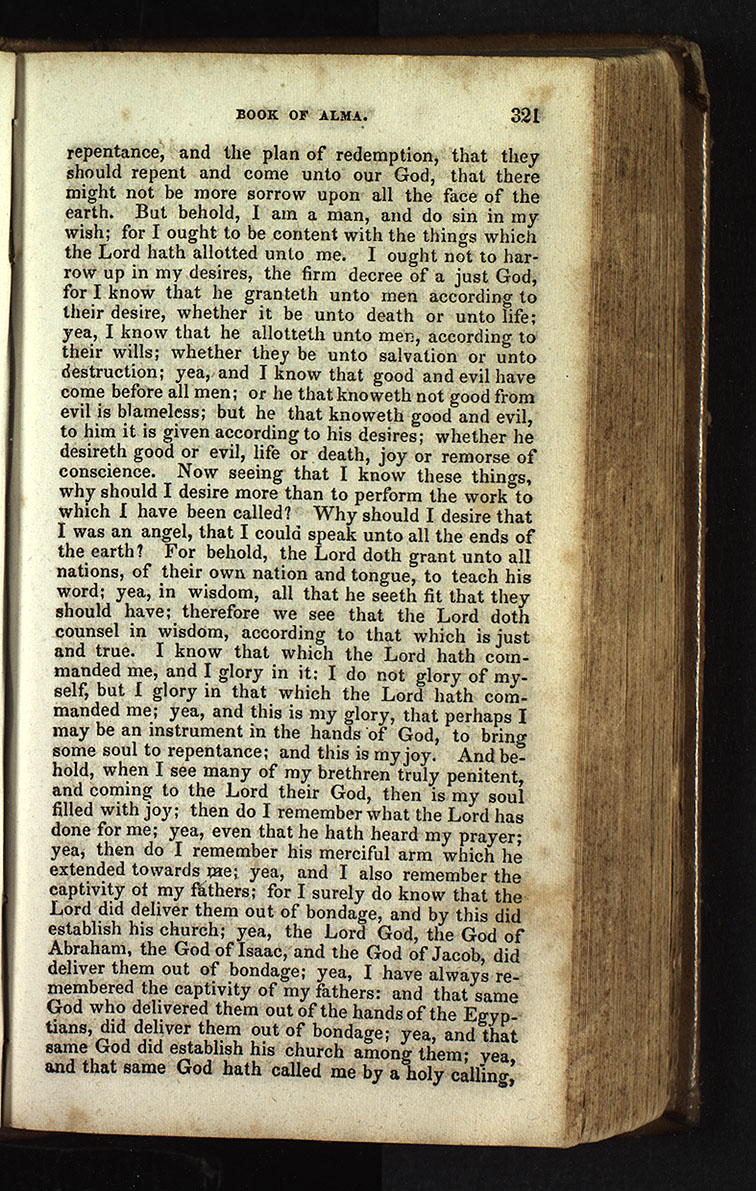 BOOK OF ALMA. 321
repentance, and the plan of redemption, that they
should repent and come unto our God, that there
might not be more sorrow upon all the face of the
earth. But behold, I am a man, and do sin in my
wish; for I ought to be content with the things which
the Lord hath allotted unto me. I ought not to har-
row up in my desires, the firm decree of a just God,
for I know that he granteth unto men according to
their desire, whether it be unto death or unto life;
yea, I know that he allotteth unto men, according to
their wills; whether they be unto salvation or unto
destruction; yea, and I know that good and evil have
come before all men; or he that knoweth not good from
evil is blameless; but he that knoweth good and evil,
to him it is given according to his desires; whether he
desireth good or evil, life or death, joy or remorse of
conscience. Now seeing that I know these things,
why should I desire more than to perform the work to
which I have been called? Why should I desire that
I was an angel, that I could speak unto all the ends of
the earth? For behold, the Lord doth grant unto all
nations, of their own nation and tongue, to teach his
word; yea, in wisdom, all that he seeth fit that they
should have; therefore we see that the Lord doth
counsel in wisdom, according to that which is just
and true. I know that which the Lord hath com-
manded me, and I glory in it: I do not glory of my-
self, but I glory in that which the Lord hath com-
manded me; yea, and this is my glory, that perhaps I
may be an instrument in the hands of God, to bring
some soul to repentance; and this is my joy. And be-
hold, when I see many of my brethren truly penitent,
and coming to the Lord their God, then is my soul
filled with joy; then do I remember what the Lord has
done for me; yea, even that he hath heard my prayer;
yea, then do I remember his merciful arm which he
extended towards me; yea, and I also remember the
captivity of my fathers; for I surely do know that the
Lord did deliver them out of bondage, and by this did
establish his church; yea, the Lord God, the God of
Abraham, the God of Isaac, and the God of Jacob, did
deliver them out of bondage; yea, I have always re-
membered the captivity of my fathers: and that same
God who delivered them out of the hands of the Egyp-
tians, did deliver them out of bondage; yea, and that
same God did establish his church among them; yea,
and that same God hath called me by a holy calling,